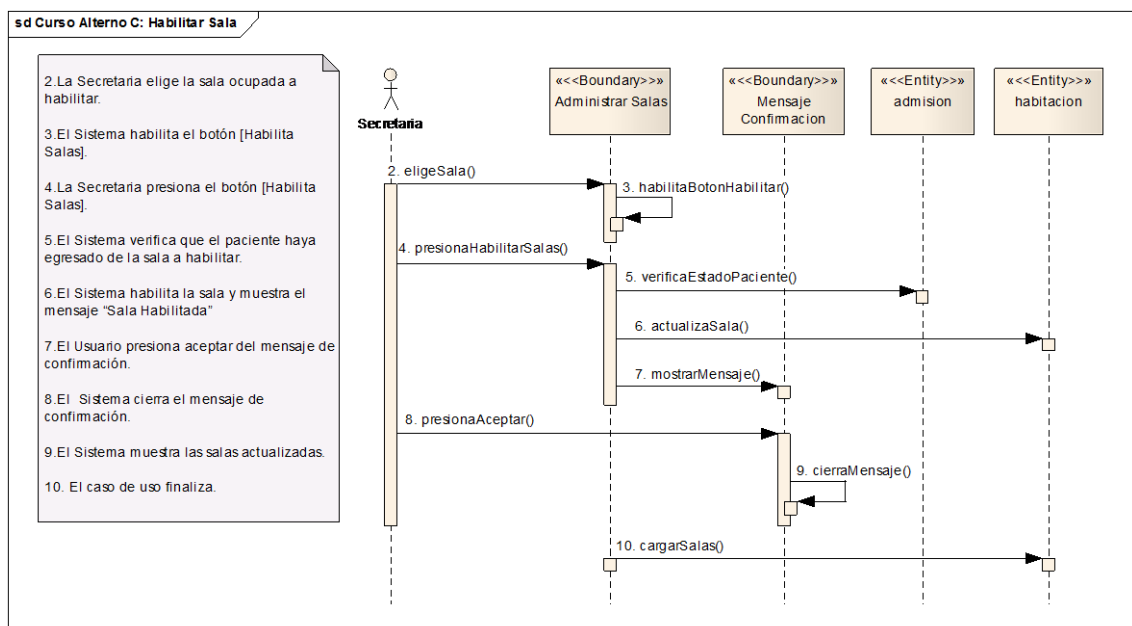 sd Curso Alterno C: Habilitar Sala
2.La Secretaria elige la sala ocupada a
habilitar.
3.El Sistema habilita el botón [Habilita
Salas].
4.La Secretaria presiona el botón [Habilita
Salas].
5.El Sistema verifica que el paciente haya
egresado de la sala a habilitar.
6.El Sistema habilita la sala y muestra el
mensaje “Sala Habilitada”
7.El Usuario presiona aceptar del mensaje de
confirmación.
8.El  Sistema cierra el mensaje de
confirmación.
9.El Sistema muestra las salas actualizadas.
10. El caso de uso finaliza.
Secretaria
«<<Boundary>>»
Administrar Salas
«<<Boundary>>»
Mensaje
Confirmacion
«<<Entity>>»
admision
«<<Entity>>»
habitacion
2. eligeSala()
3. habilitaBotonHabilitar()
4. presionaHabilitarSalas()
5. verificaEstadoPaciente()
6. actualizaSala()
7. mostrarMensaje()
8. presionaAceptar()
9. cierraMensaje()
10. cargarSalas()